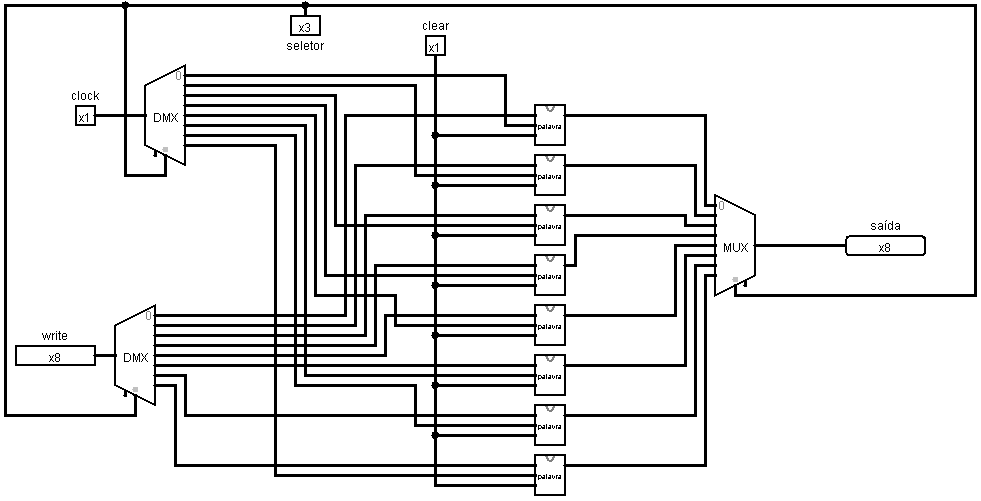 x3
seletor
clear
x1
0
DMX
clock
x1
palavra
palavra
palavra
palavra
palavra
palavra
palavra
palavra
0
MUX
saída
x8
0
DMX
write
x8